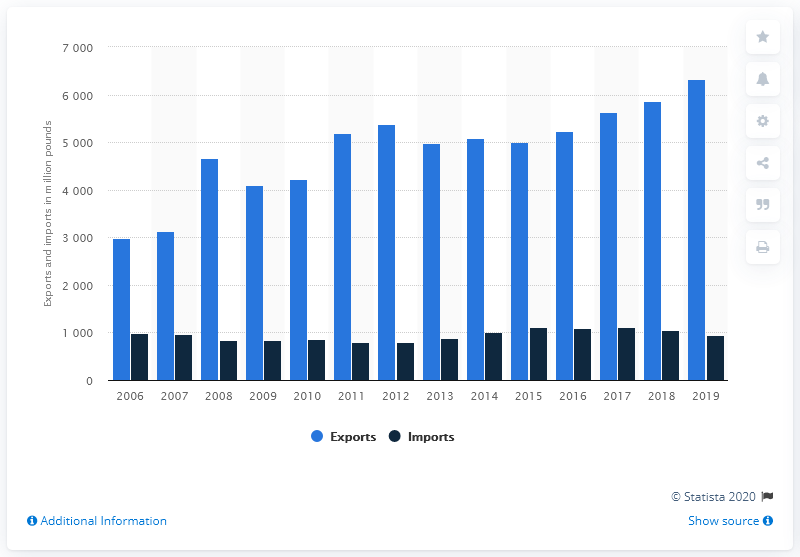 7 000
6 000
5 000
4 000
3 000
2 000
1 000
0
Exports and imports in million pounds
2006 2007 2008 2009 2010 2011 2012 2013 2014 2015 2016 2017 2018 2019
Exports Imports
© Statista 2020
Additional Information Show source